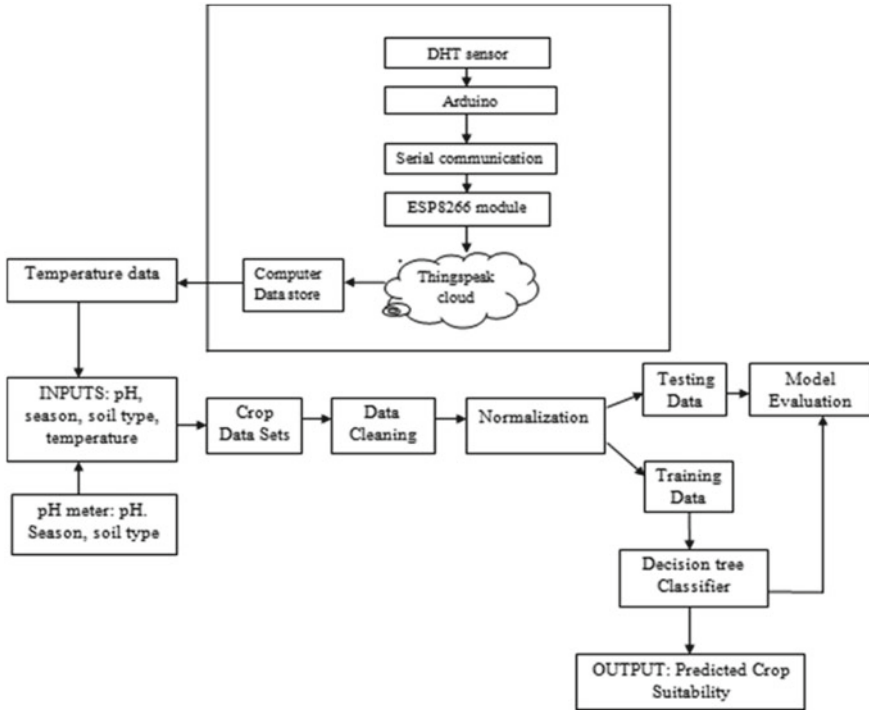 DHT sensor
Arduino
Serial communication
ESP8266 module
Thingspeak
cloud
Computer
Data store
Temperature data
INPUTS: pH,
season, soil type,
temperature
pH meter: pH.
Season, soil type
Crop
Data Sets
Data
Cleaning
Normalization
Testing
Data
Model
Evaluation
Training
Data
Decision tree
Classifier
OUTPUT: Predicted Crop
Suitability